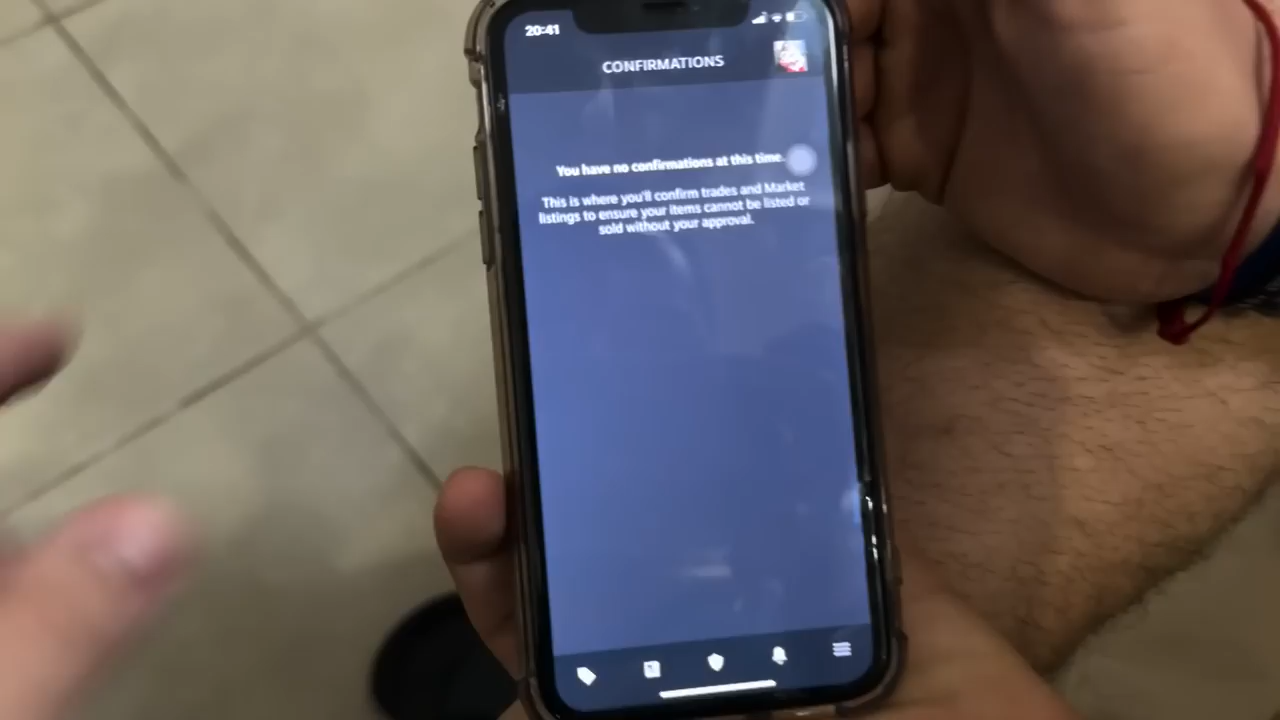 20:41
CONFIRMATIONS
You have no confirmations at this time.
This is where you'll confirm trades and Market
listings to ensure your items cannot be listed or
sold without your approval.